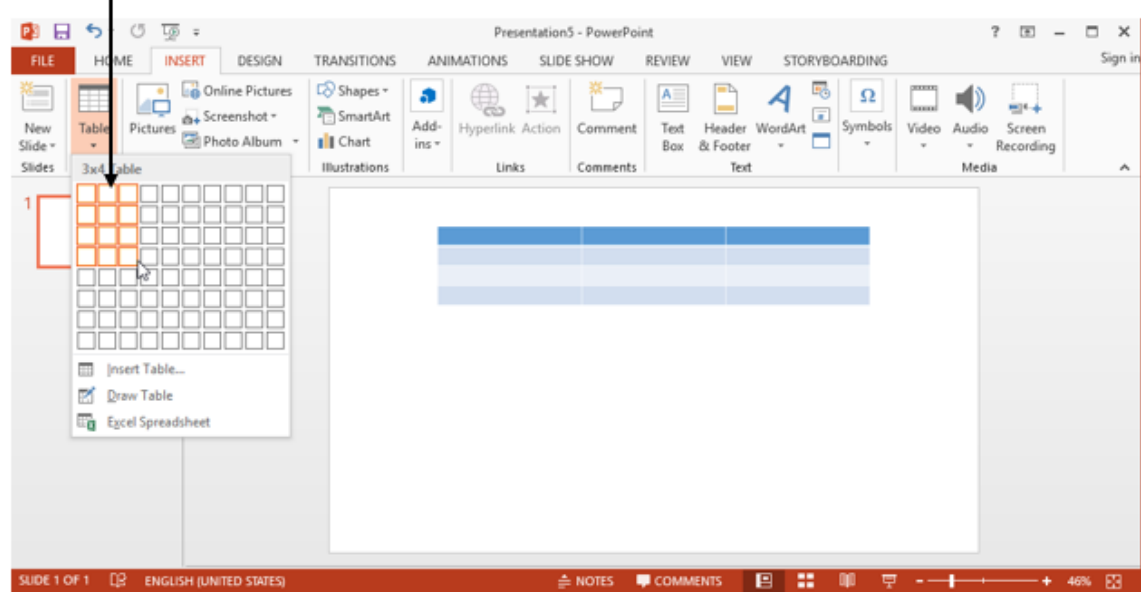 Presentation5 - PowerPoint
?
FILE HOME INSERT DESIGN TRANSITIONS ANIMATIONS SLIDE SHOW REVIEW VIEW STORYBOARDING Sign in
New Slide
Table
Pictures
Online Pictures
Screenshot
Photo Album
Shapes
SmartArt
Chart
Add-ins
Hyperlink
Action
Comment
Text Box
Header & Footer
WordArt
Symbols
Video
Audio
Screen Recording
Slides Illustrations Links Comments Text Media
3x4 Table
1
Insert Table...
Draw Table
Excel Spreadsheet
SLIDE 1 OF 1 ENGLISH (UNITED STATES) NOTES COMMENTS 46%